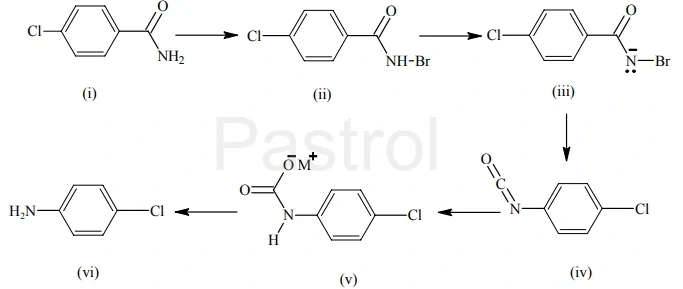 Cl O NH2 (i)
Cl O NH-Br (ii)
Cl O N Br (iii)
Pastrol
H2N Cl (vi)
O O M+ N H Cl (v)
O C N Cl (iv)